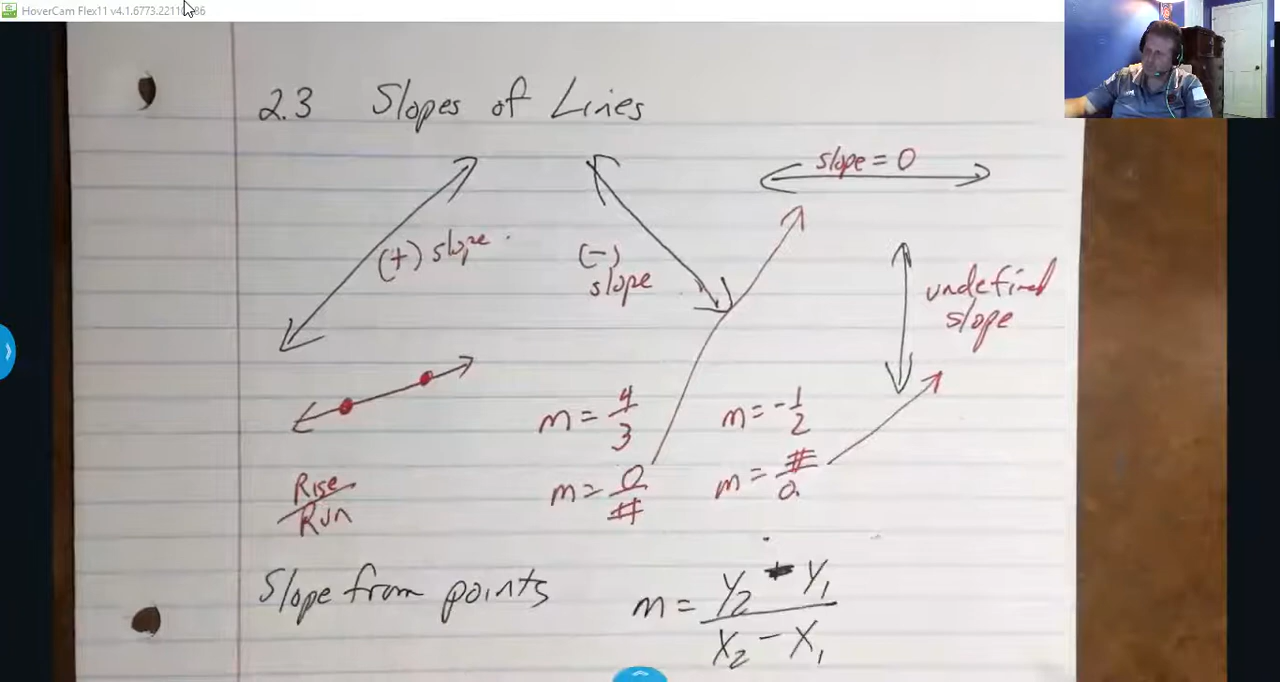 HoverCam Flex11 v4.1.6773.2211
86
2.3 Slopes of Lines
slope = 0
(+) slope
(-) slope
undefined slope
m = 4/3
m = -1/2
Rise/Run
m = 0/#
m = #/0
Slope from points
m = (y₂ - y₁)/(x₂ - x₁)